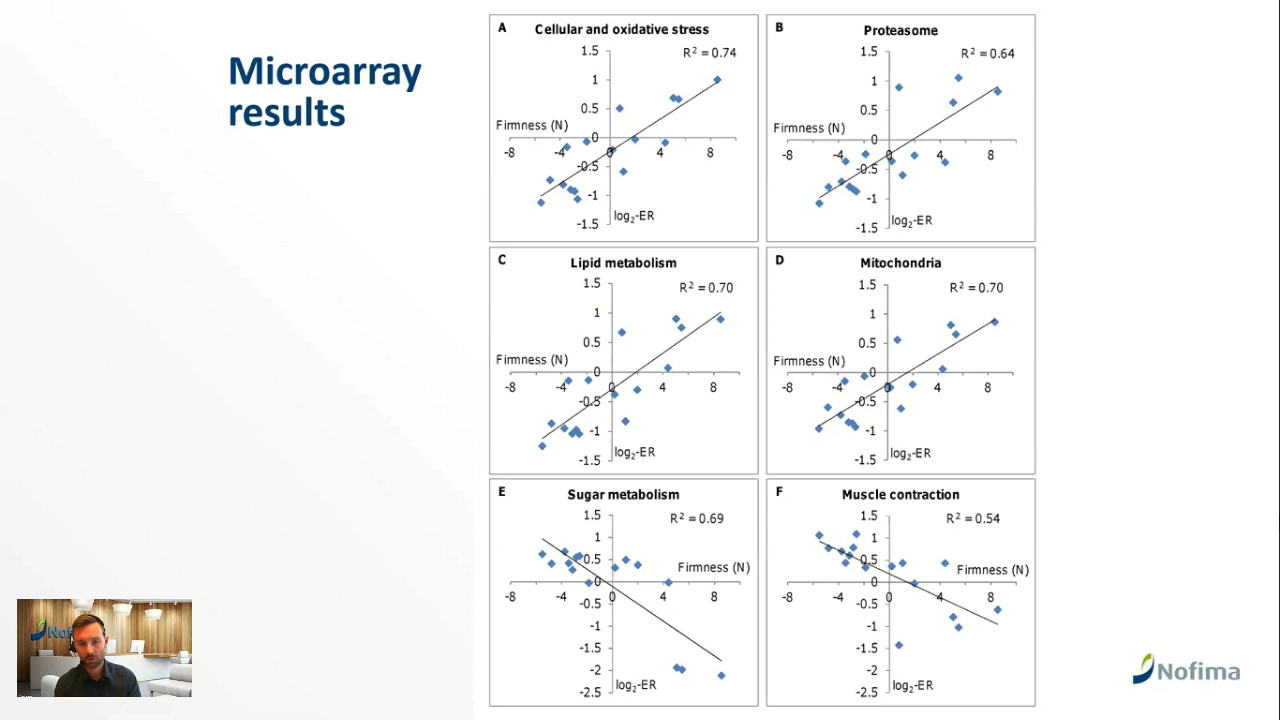 Microarray
results
A
Cellular and oxidative stress
R² = 0.74
1.5
1
0.5
Firmness (N)
0
-8
-4
0
4
8
-0.5
-1
log₂-ER
-1.5
B
Proteasome
R² = 0.64
1.5
1
0.5
Firmness (N)
0
-8
-4
0
4
8
-0.5
-1
log₂-ER
-1.5
C
Lipid metabolism
R² = 0.70
1.5
1
0.5
Firmness (N)
0
-8
-4
0
4
8
-0.5
-1
log₂-ER
-1.5
D
Mitochondria
R² = 0.70
1.5
1
0.5
Firmness (N)
0
-8
-4
0
4
8
-0.5
-1
log₂-ER
-1.5
E
Sugar metabolism
R² = 0.69
1.5
1
0.5
Firmness (N)
0
-8
-4
0
4
8
-0.5
-1
-1.5
-2
log₂-ER
-2.5
F
Muscle contraction
R² = 0.54
1.5
1
0.5
Firmness (N)
0
-8
-4
0
4
8
-0.5
-1
-1.5
-2
log₂-ER
-2.5
Nofima